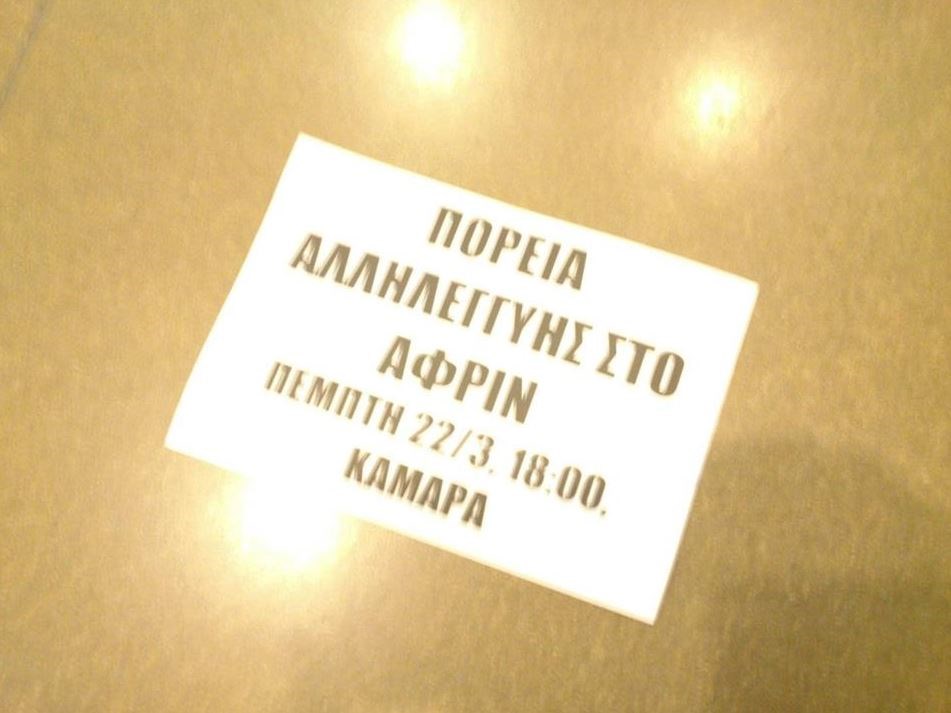 ΠΟΡΕΙΑ
ΑΛΛΗΛΕΓΓΥΗΣ ΣΤΟ
ΑΦΡΙΝ
ΠΕΜΠΤΗ 22/3. 18:00.
ΚΑΜΑΡΑ